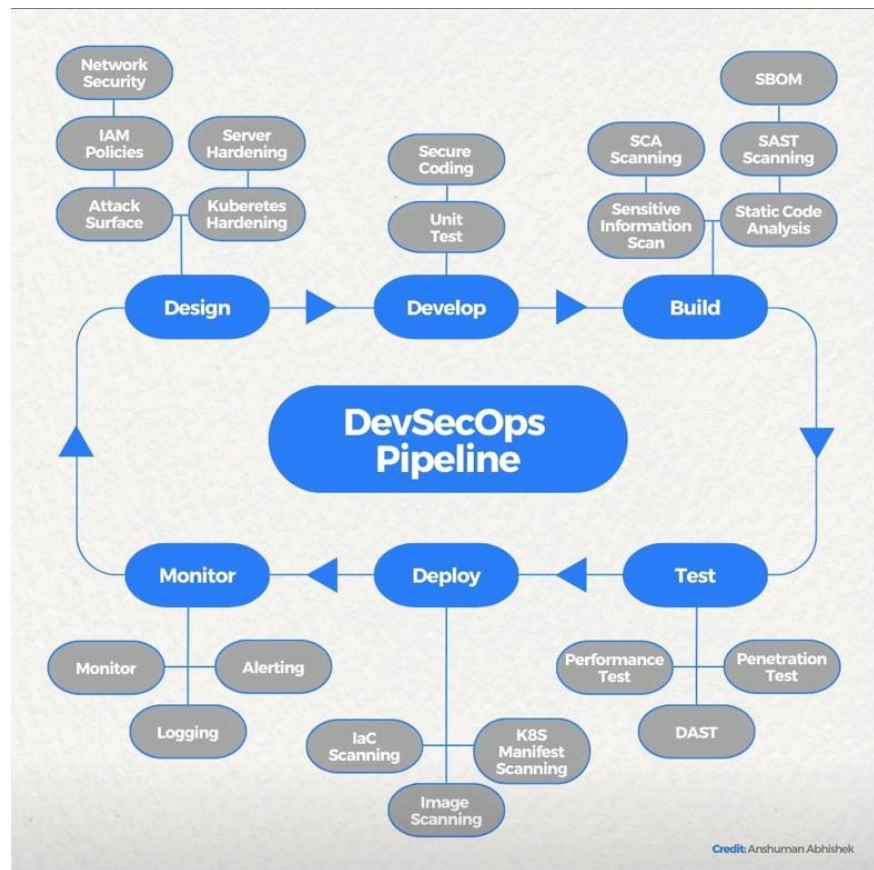 Network
Security
IAM
Policies
Attack
Surface
Server
Hardening
Kuberetes
Hardening
Secure
Coding
Unit
Test
SCA
Scanning
Sensitive
Information
Scan
SBOM
SAST
Scanning
Static Code
Analysis
Design
Develop
Build
DevSecOps
Pipeline
Monitor
Deploy
Test
Monitor
Alerting
Logging
IaC
Scanning
K8S
Manifest
Scanning
Image
Scanning
Performance
Test
Penetration
Test
DAST
Credit: Anshuman Abhishek